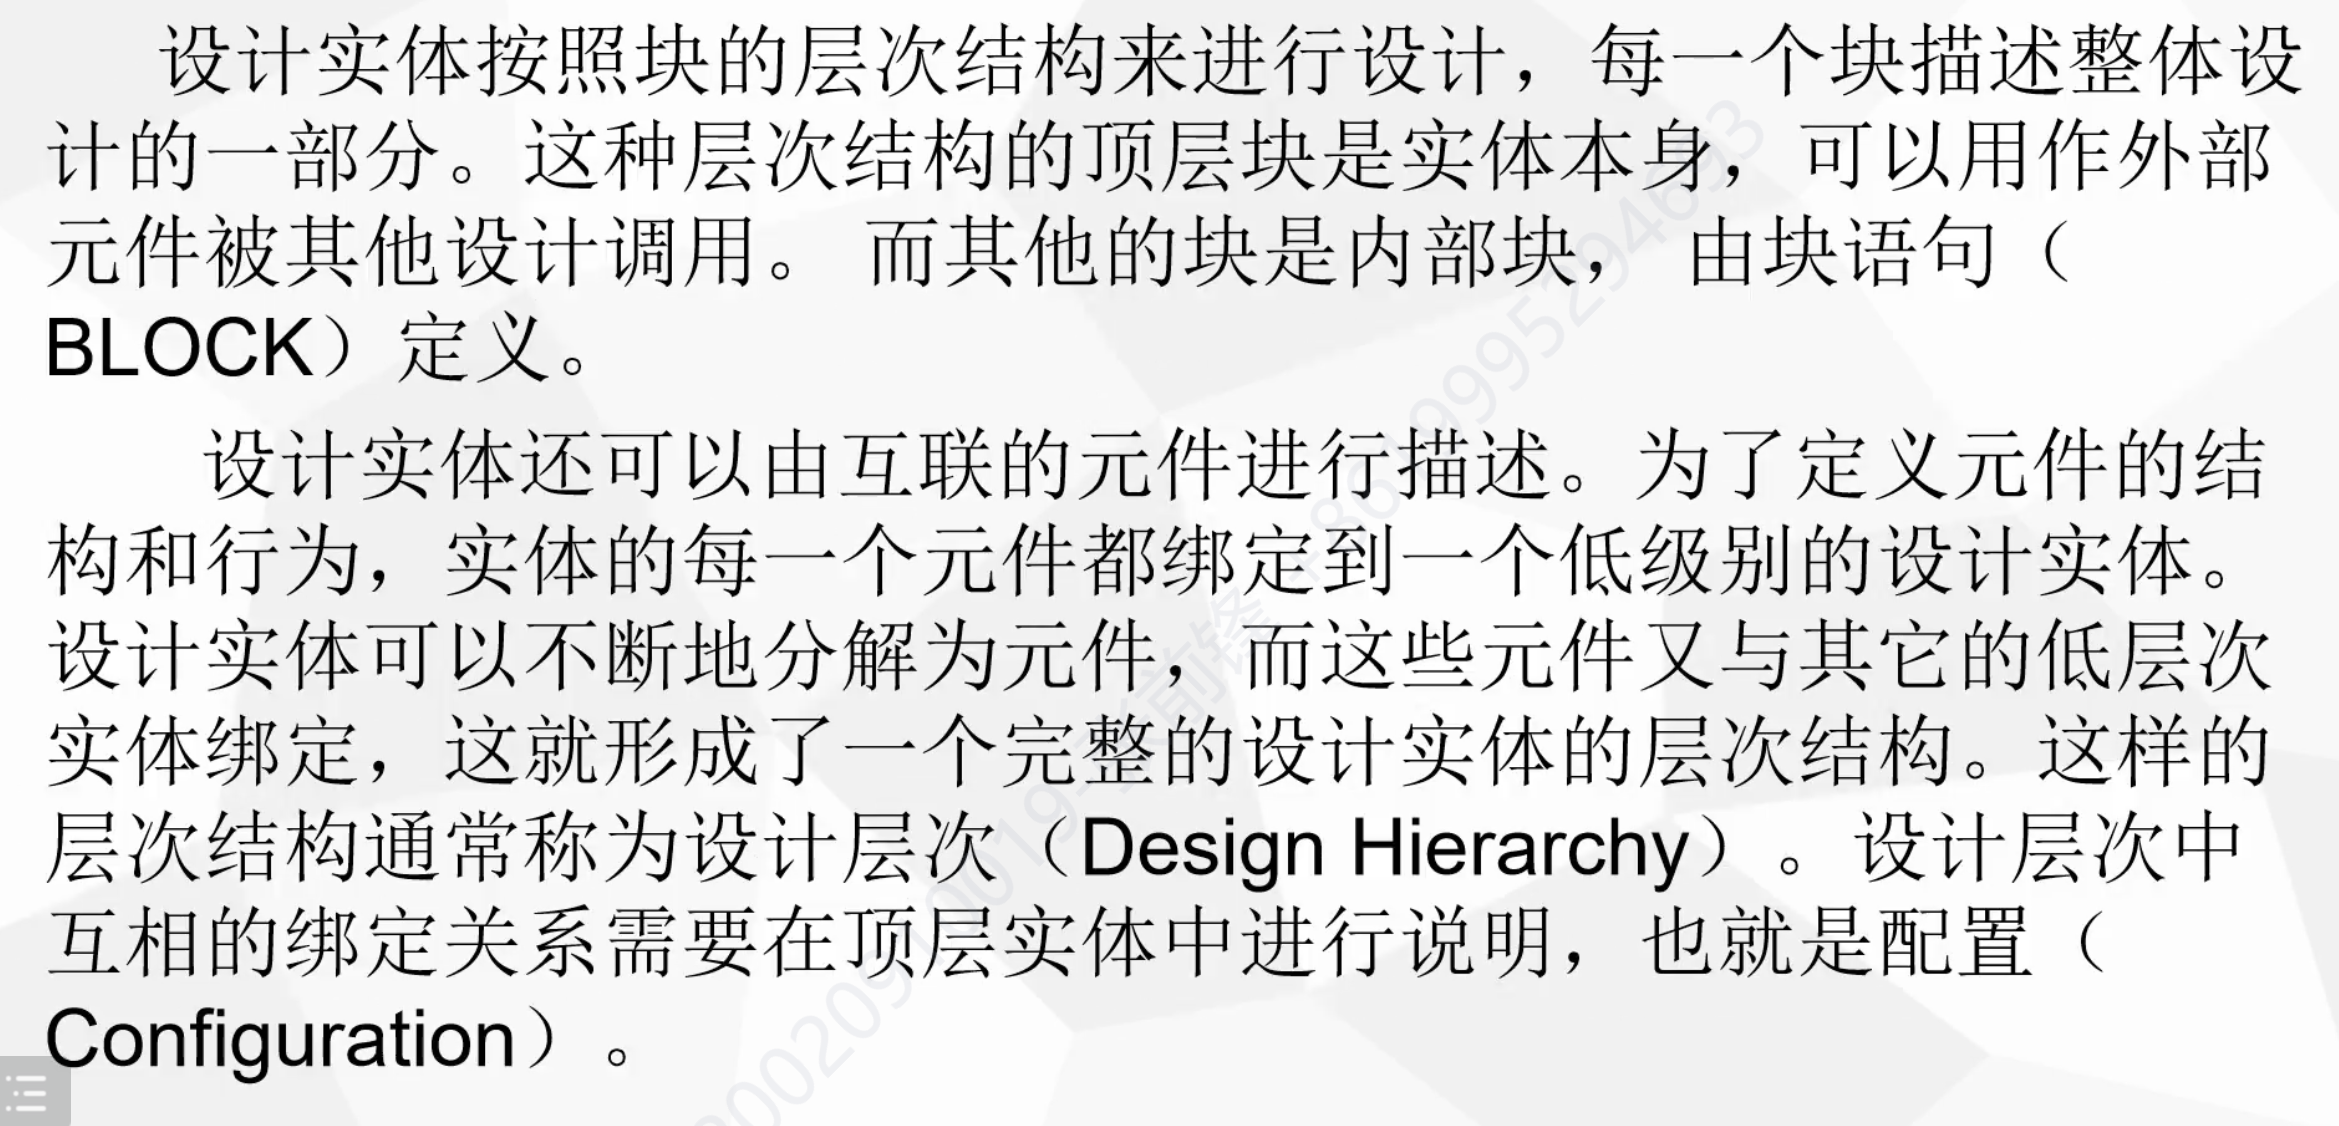 设计实体按照块的层次结构来进行设计，每一个块描述整体设
计的一部分。这种层次结构的顶层块是实体本身，可以用作外部
元件被其他设计调用。 而其他的块是内部块， 由块语句（
BLOCK）定义。
设计实体还可以由互联的元件进行描述。为了定义元件的结
构和行为，实体的每一个元件都绑定到一个低级别的设计实体。
设计实体可以不断地分解为元件，而这些元件又与其它的低层次
实体绑定，这就形成了一个完整的设计实体的层次结构。这样的
层次结构通常称为设计层次（Design Hierarchy）。设计层次中
互相的绑定关系需要在顶层实体中进行说明，也就是配置（
Configuration）。